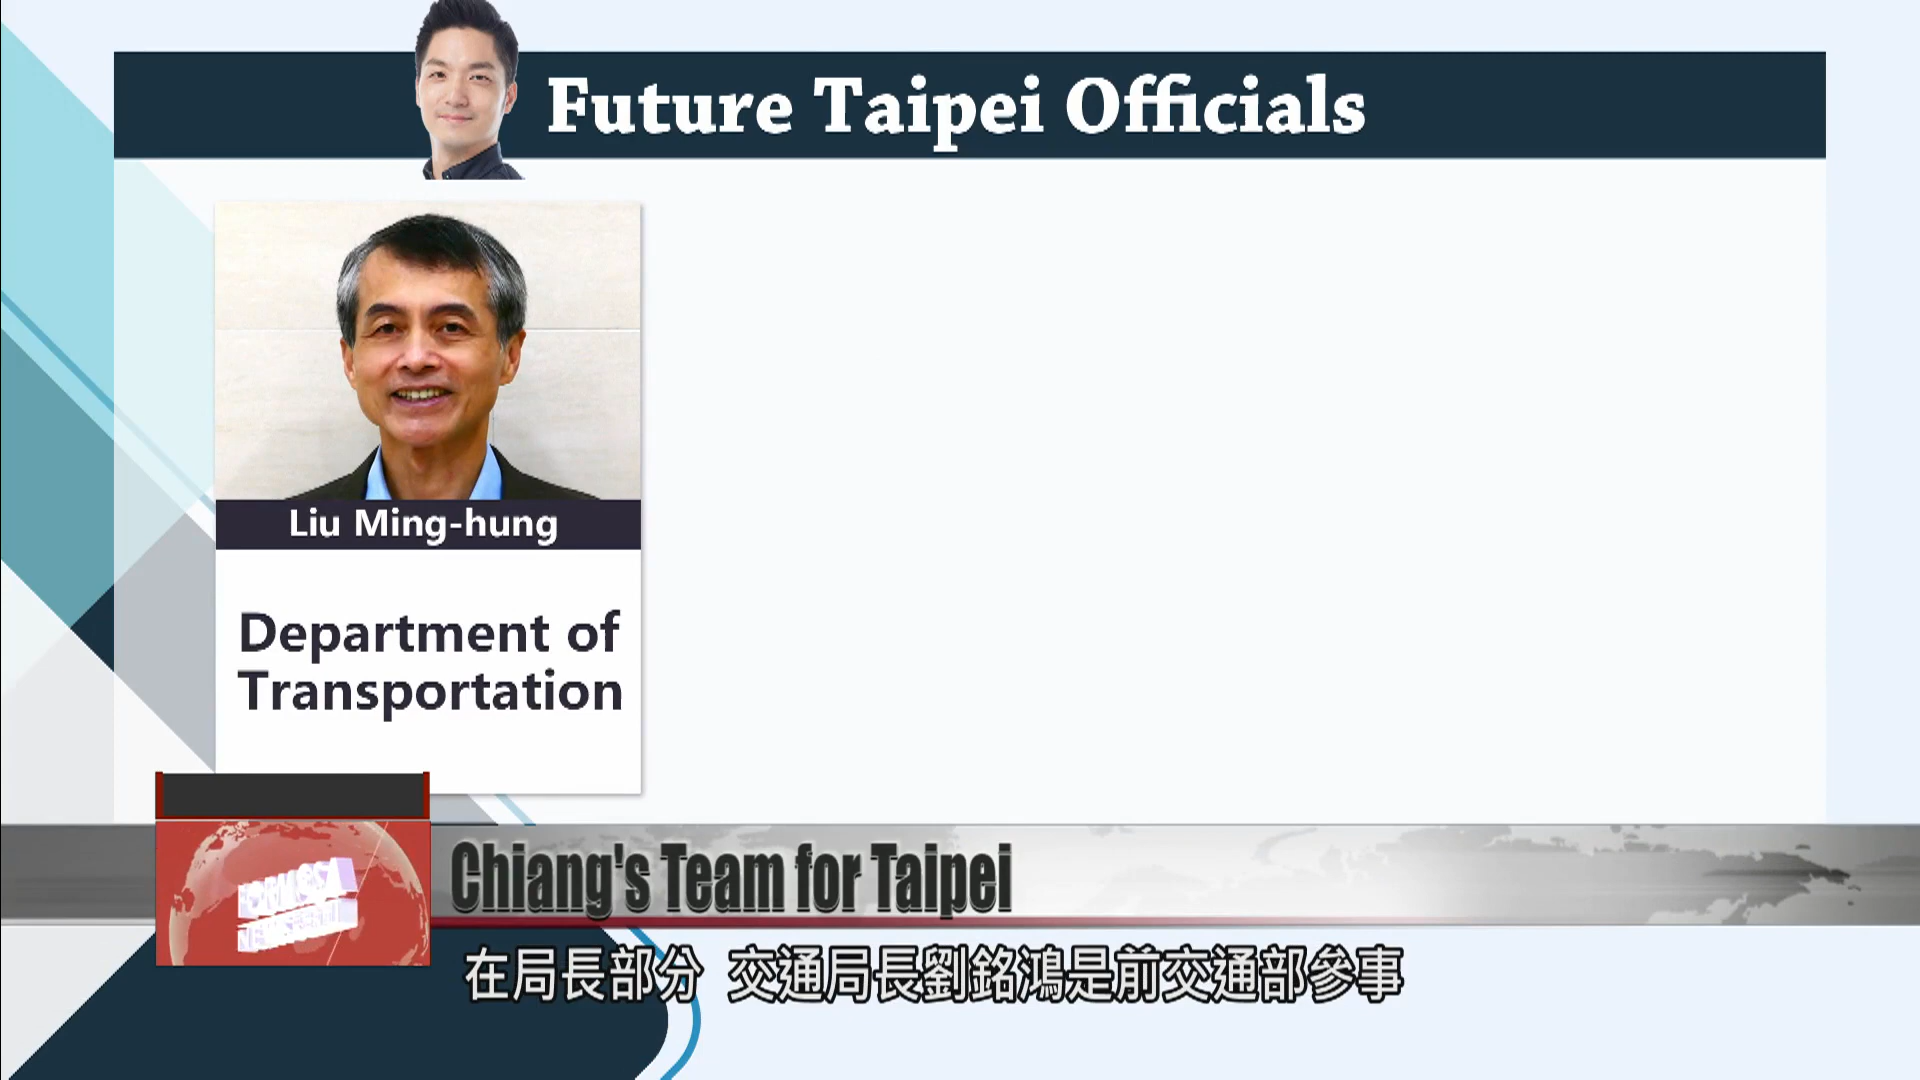 Future Taipei Officials
Liu Ming-hung
Department of
Transportation
Chiang's Team for Taipei
在局長部分 交通局長劉銘鴻是前交通部參事